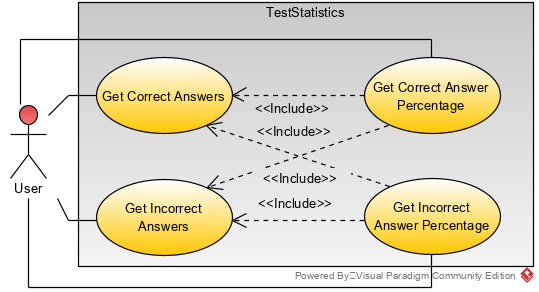 TestStatistics
Get Correct Answers
<<Include>>
Get Correct Answer
Percentage
<<Include>>
User
<<Include>>
Get Incorrect
Answers
<<Include>>
Get Incorrect
Answer Percentage
Powered By Visual Paradigm Community Edition